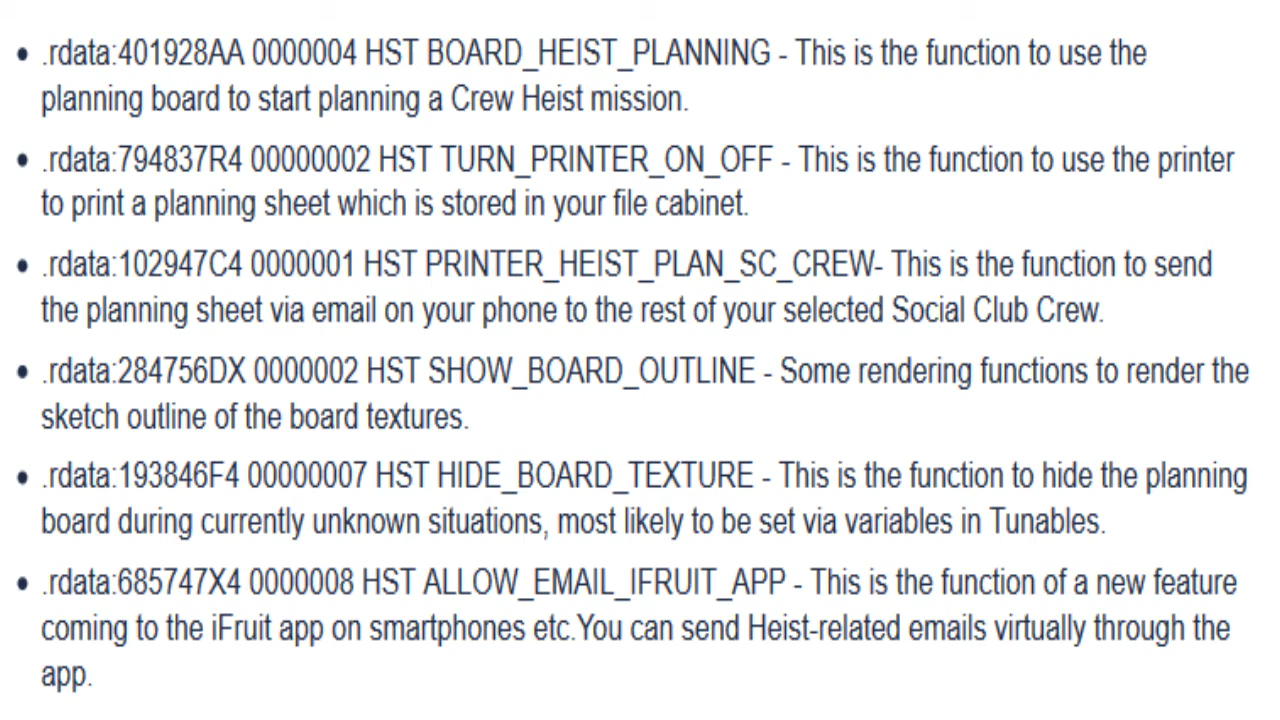 • .rdata:401928AA 0000004 HST BOARD_HEIST_PLANNING - This is the function to use the
planning board to start planning a Crew Heist mission.
• .rdata:794837R4 00000002 HST TURN_PRINTER_ON_OFF - This is the function to use the printer
to print a planning sheet which is stored in your file cabinet.
• .rdata:102947C4 0000001 HST PRINTER_HEIST_PLAN_SC_CREW- This is the function to send
the planning sheet via email on your phone to the rest of your selected Social Club Crew.
• .rdata:284756DX 0000002 HST SHOW_BOARD_OUTLINE - Some rendering functions to render the
sketch outline of the board textures.
• .rdata:193846F4 00000007 HST HIDE_BOARD_TEXTURE - This is the function to hide the planning
board during currently unknown situations, most likely to be set via variables in Tunables.
• .rdata:685747X4 0000008 HST ALLOW_EMAIL_IFRUIT_APP - This is the function of a new feature
coming to the iFruit app on smartphones etc.You can send Heist-related emails virtually through the
app.